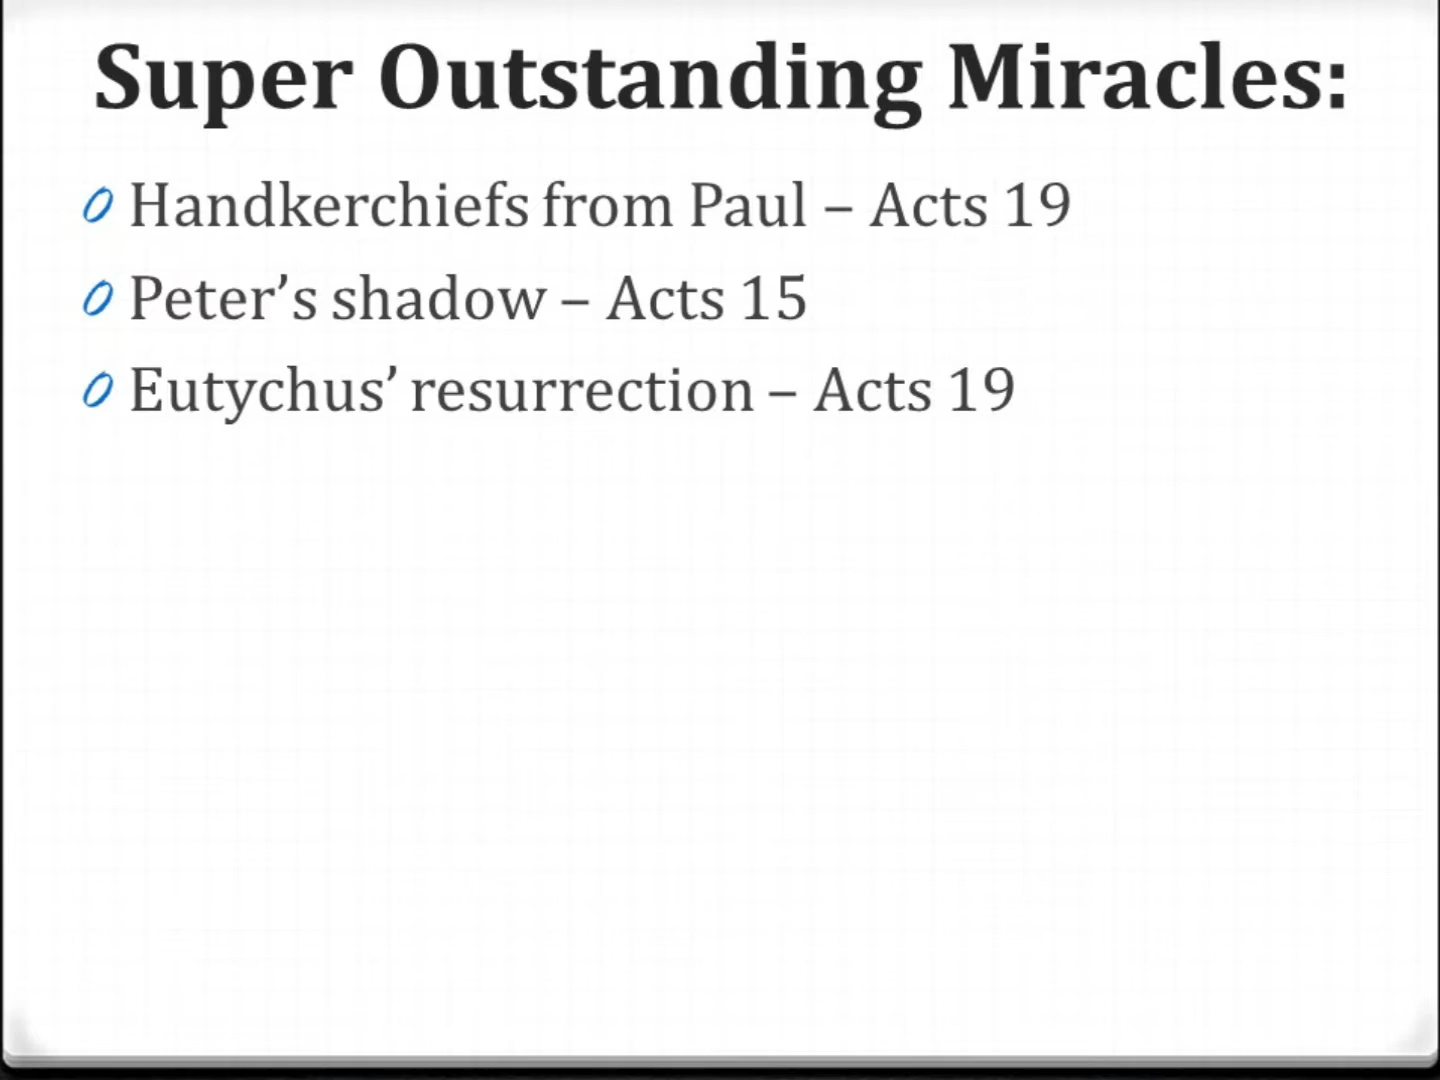 Super Outstanding Miracles:
Handkerchiefs from Paul – Acts 19
Peter’s shadow – Acts 15
Eutychus’ resurrection – Acts 19